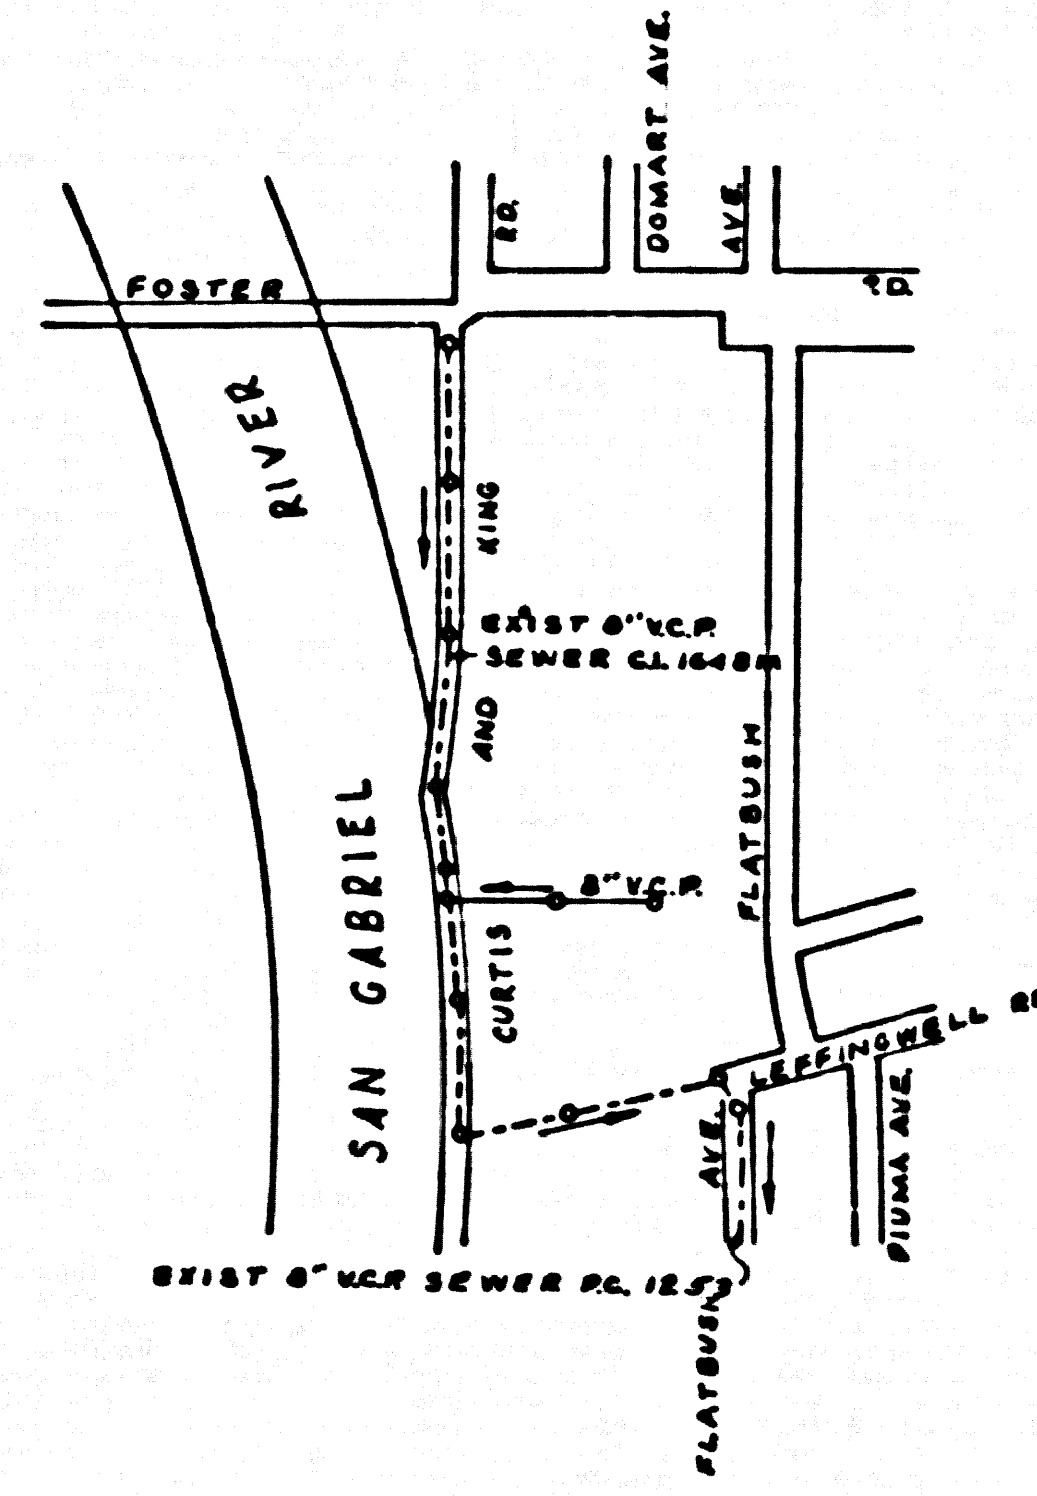 DOMART AVE.
RD.
AVE.
FOSTER
RD.
RIVER
KING
EXIST 8" V.C.P.
SEWER C.I. 1648M
AND
FLATBUSH
SAN GABRIEL
8" V.C.P.
CURTIS
LEFFINGWELL
AVE.
PIUMA AVE.
EXIST 8" V.C.P. SEWER P.C. 1253
FLATBUSH